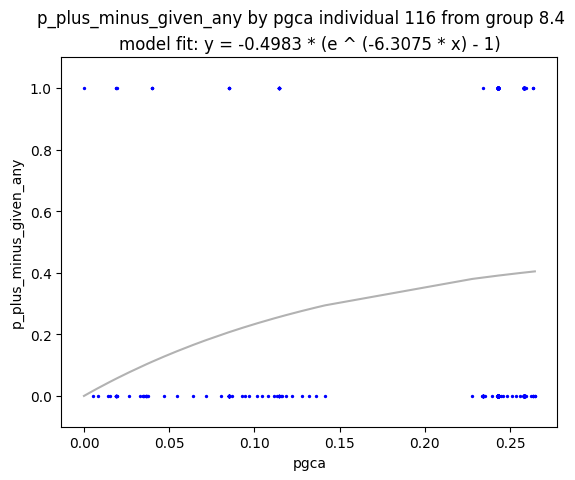 p_plus_minus_given_any by pgca individual 116 from group 8.4
model fit: y = -0.4983 * (e ^ (-6.3075 * x) - 1)
1.0
0.8
0.6
0.4
0.2
0.0
p_plus_minus_given_any
0.00 0.05 0.10 0.15 0.20 0.25
pgca